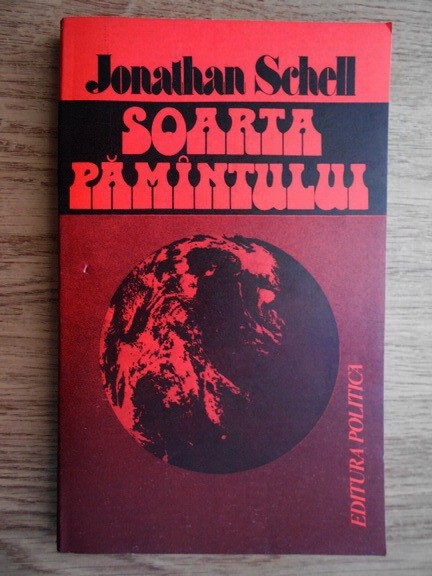 Jonathan Schell
SOARTA
PĂMÎNTULUI
EDITURA POLITICA